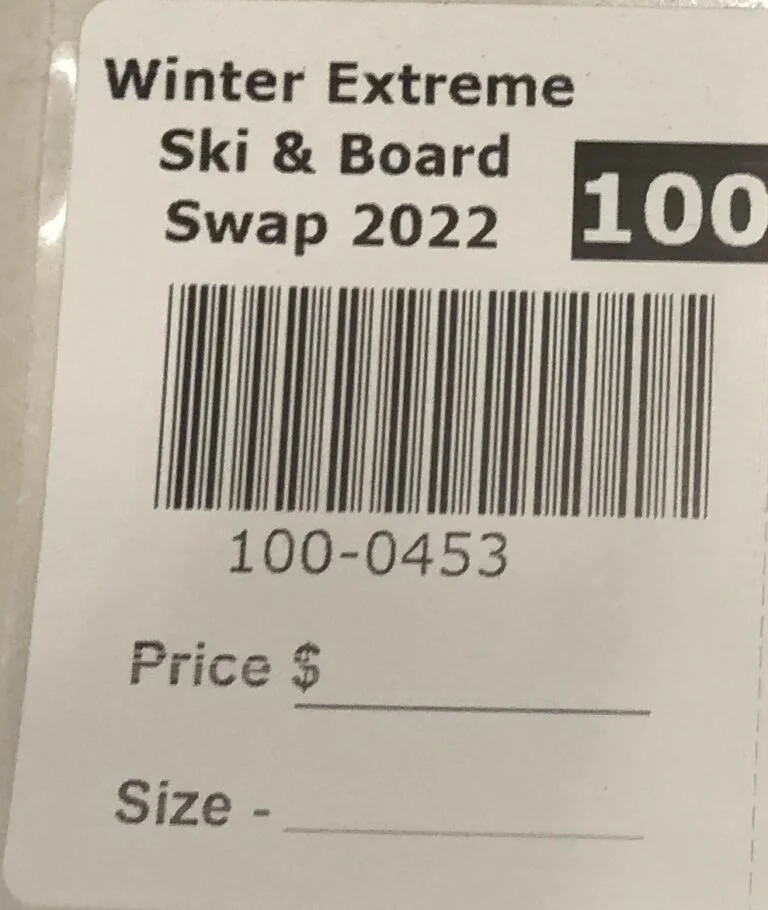 Winter Extreme
Ski & Board
Swap 2022
100
100-0453
Price $
Size -